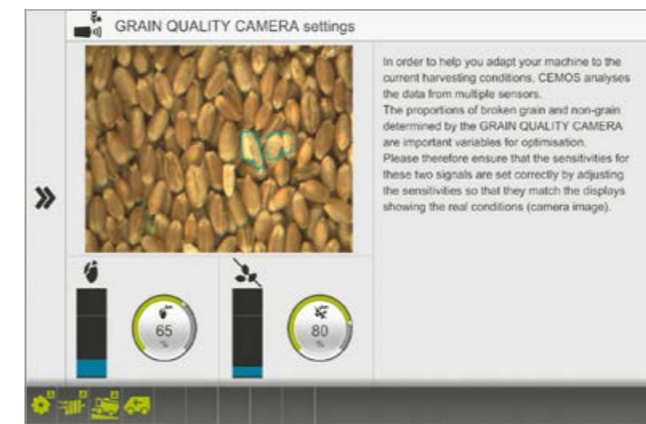 GRAIN QUALITY CAMERA settings
In order to help you adapt your machine to the
current harvesting conditions, CEMOS analyses
the data from multiple sensors.
The proportions of broken grain and non-grain
determined by the GRAIN QUALITY CAMERA
are important variables for optimisation.
Please therefore ensure that the sensitivities for
these two signals are set correctly by adjusting
the sensitivities so that they match the displays
showing the real conditions (camera image).
65
%
80
%